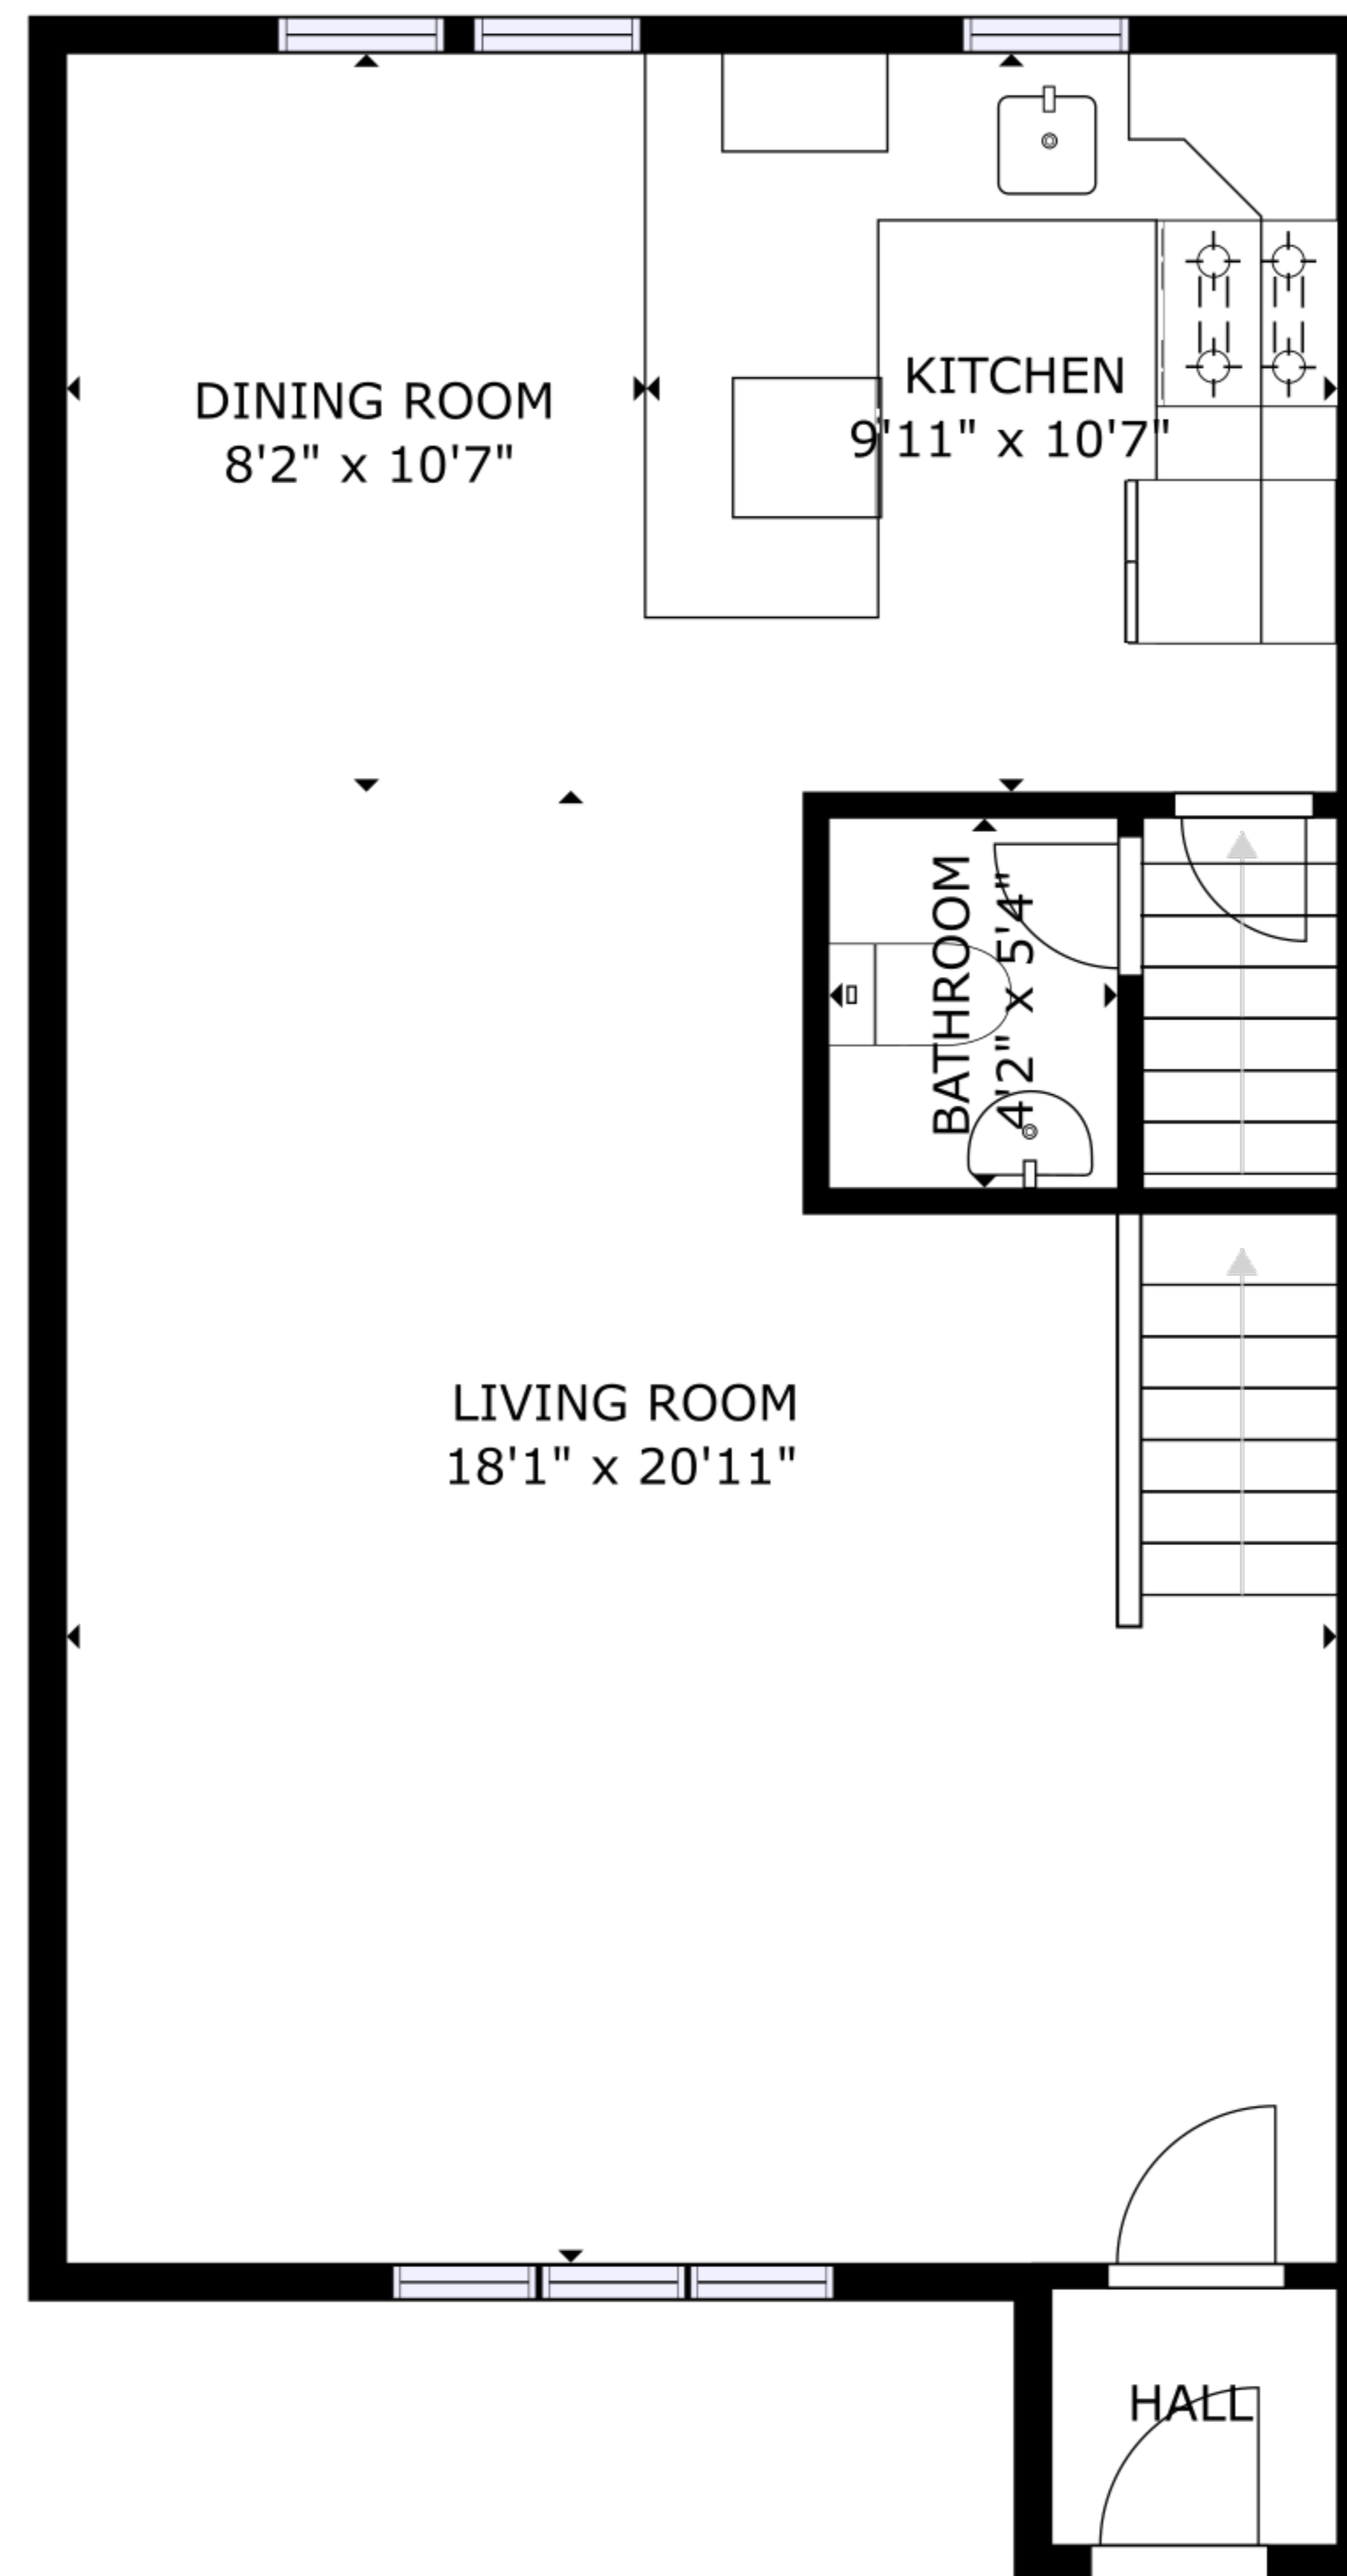 DINING ROOM
8'2" x 10'7"
KITCHEN
9'11" x 10'7"
BATHROOM
4'2" x 5'4"
LIVING ROOM
18'1" x 20'11"
HALL